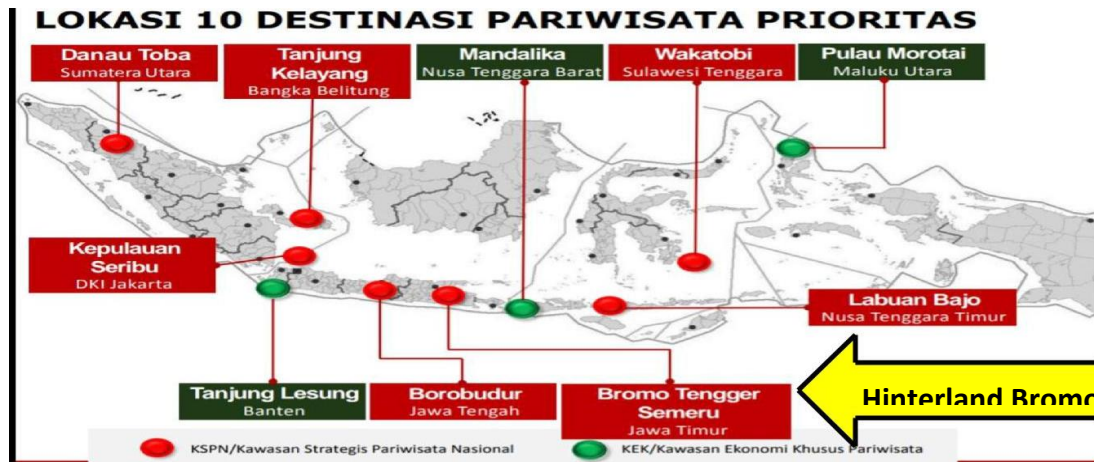 LOKASI 10 DESTINASI PARIWISATA PRIORITAS
Danau Toba
Sumatera Utara
Tanjung
Kelayang
Bangka Belitung
Mandalika
Nusa Tenggara Barat
Wakatobi
Sulawesi Tenggara
Pulau Morotai
Maluku Utara
Kepulauan
Seribu
DKI Jakarta
Labuan Bajo
Nusa Tenggara Timur
Tanjung Lesung
Banten
Borobudur
Jawa Tengah
Bromo Tengger
Semeru
Jawa Timur
Hinterland Bromo
KSPN/Kawasan Strategis Pariwisata Nasional
KEK/Kawasan Ekonomi Khusus Pariwisata